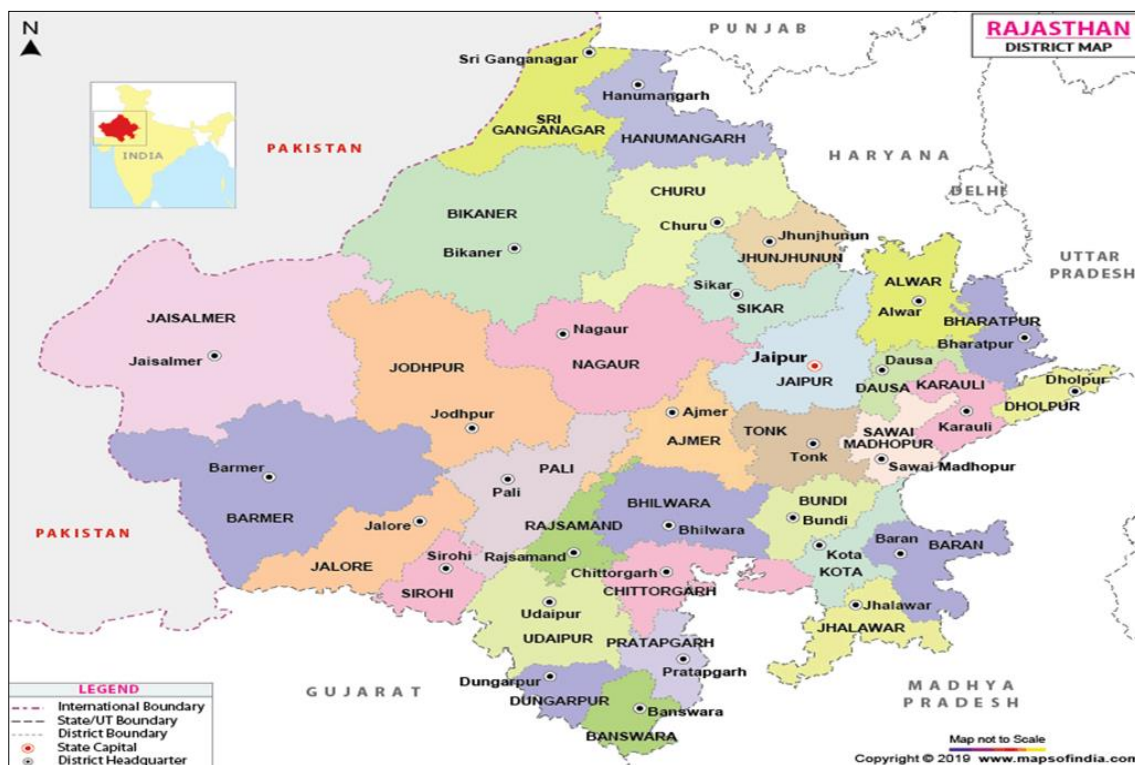 N
RAJASTHAN
DISTRICT MAP
PUNJAB
Sri Ganganagar
Hanumangarh
SRI
GANGANAGAR
HANUMANGARH
INDIA
PAKISTAN
HARYANA
DELHI
UTTAR
PRADESH
CHURU
Churu
BIKANER
Bikaner
Jhunjhunun
JHUNJHUNUN
Sikar
SIKAR
ALWAR
Alwar
BHARATPUR
Bharatpur
JAISALMER
Jaisalmer
JODHPUR
Jodhpur
Nagaur
NAGAUR
Jaipur
JAIPUR
Dausa
DAUSA
KARAULI
Karauli
Dholpur
DHOLPUR
Ajmer
AJMER
TONK
Tonk
SAWAI
MADHOPUR
Sawai Madhopur
Barmer
BARMER
PALI
Pali
BHILWARA
Bhilwara
BUNDI
Bundi
RAJSAMAND
Rajsamand
Jalore
JALORE
Sirohi
SIROHI
PAKISTAN
Kota
KOTA
Baran
BARAN
Chittorgarh
CHITTORGARH
Jhalawar
JHALAWAR
Udaipur
UDAIPUR
PRATAPGARH
Pratapgarh
Dungarpur
DUNGARPUR
Banswara
BANSWARA
GUJARAT
MADHYA
PRADESH
LEGEND
International Boundary
State/UT Boundary
District Boundary
State Capital
District Headquarter
Map not to Scale
Copyright © 2019 www.mapsofindia.com